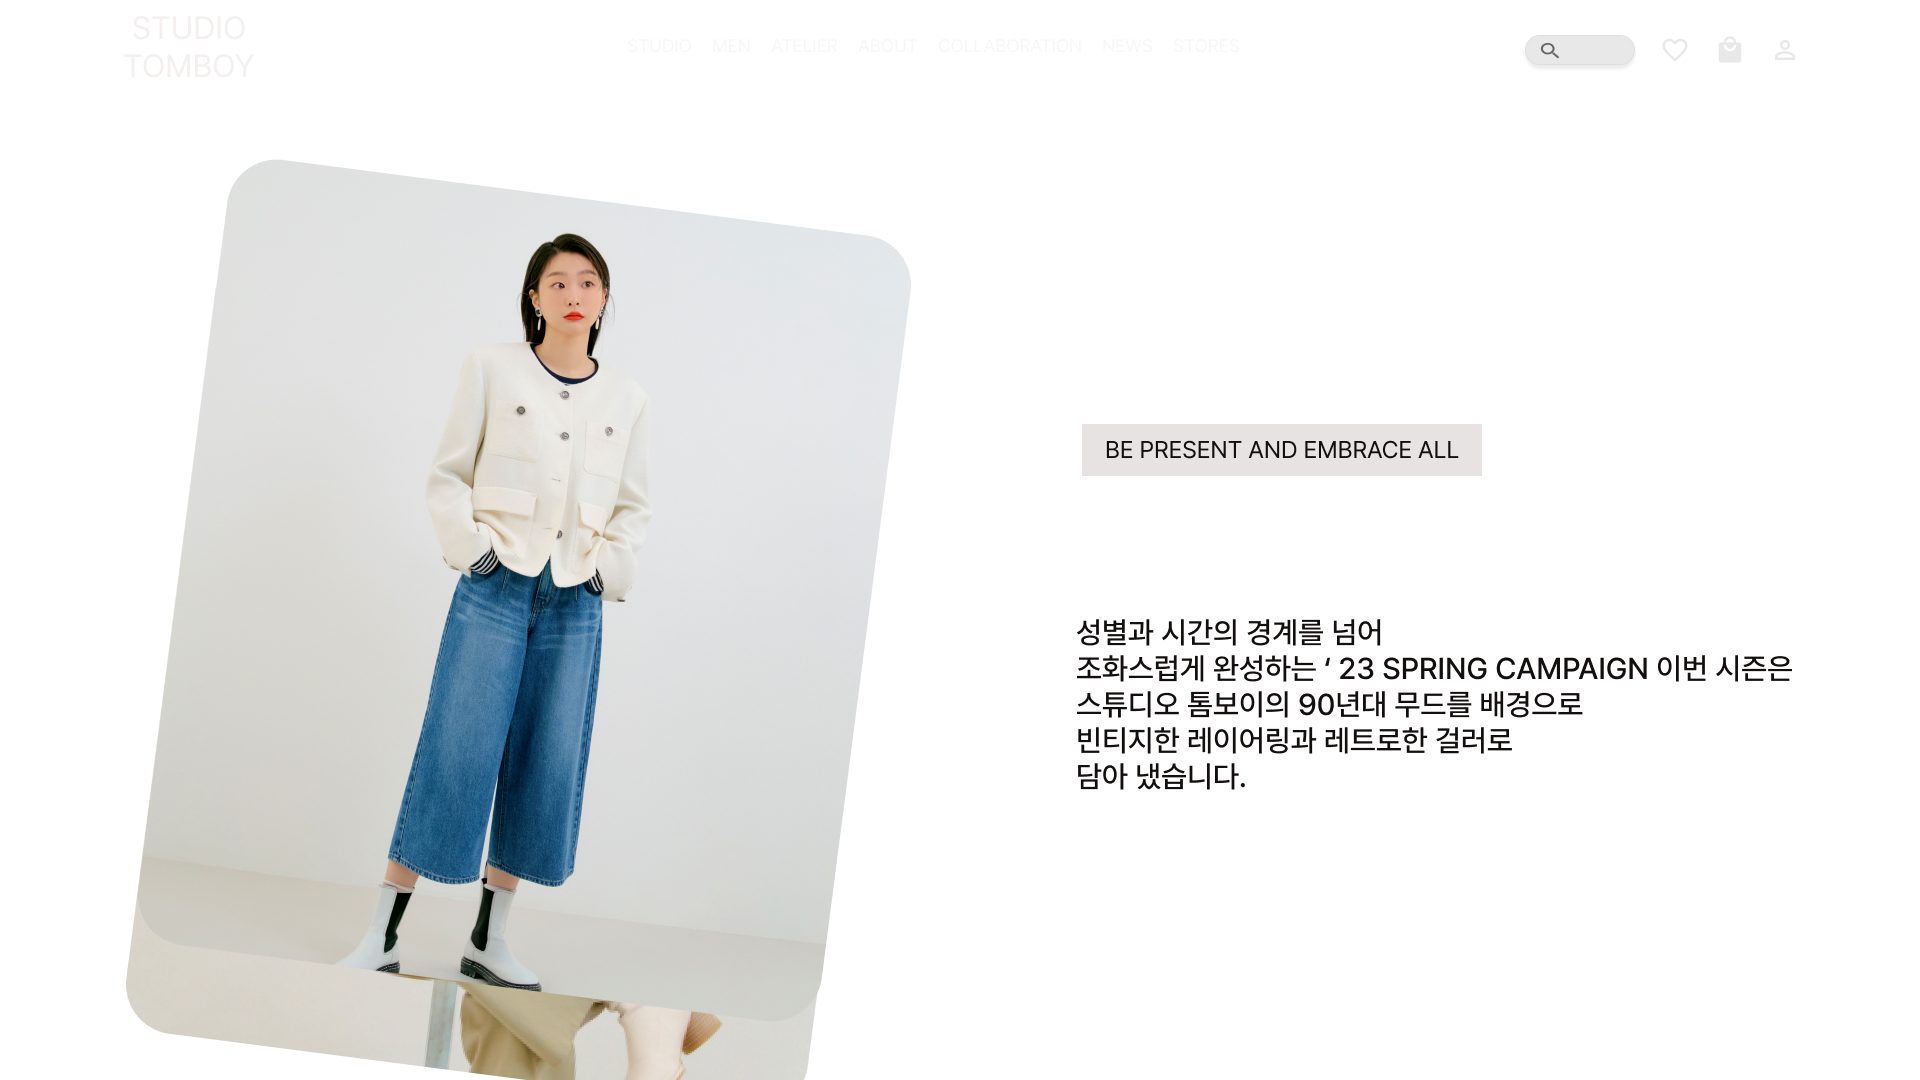 STUDIO
TOMBOY
STUDIO MEN ATELIER ABOUT COLLABORATION NEWS STORES
BE PRESENT AND EMBRACE ALL
성별과 시간의 경계를 넘어
조화스럽게 완성하는 ‘ 23 SPRING CAMPAIGN 이번 시즌은
스튜디오 톰보이의 90년대 무드를 배경으로
빈티지한 레이어링과 레트로한 컬러로
담아 냈습니다.